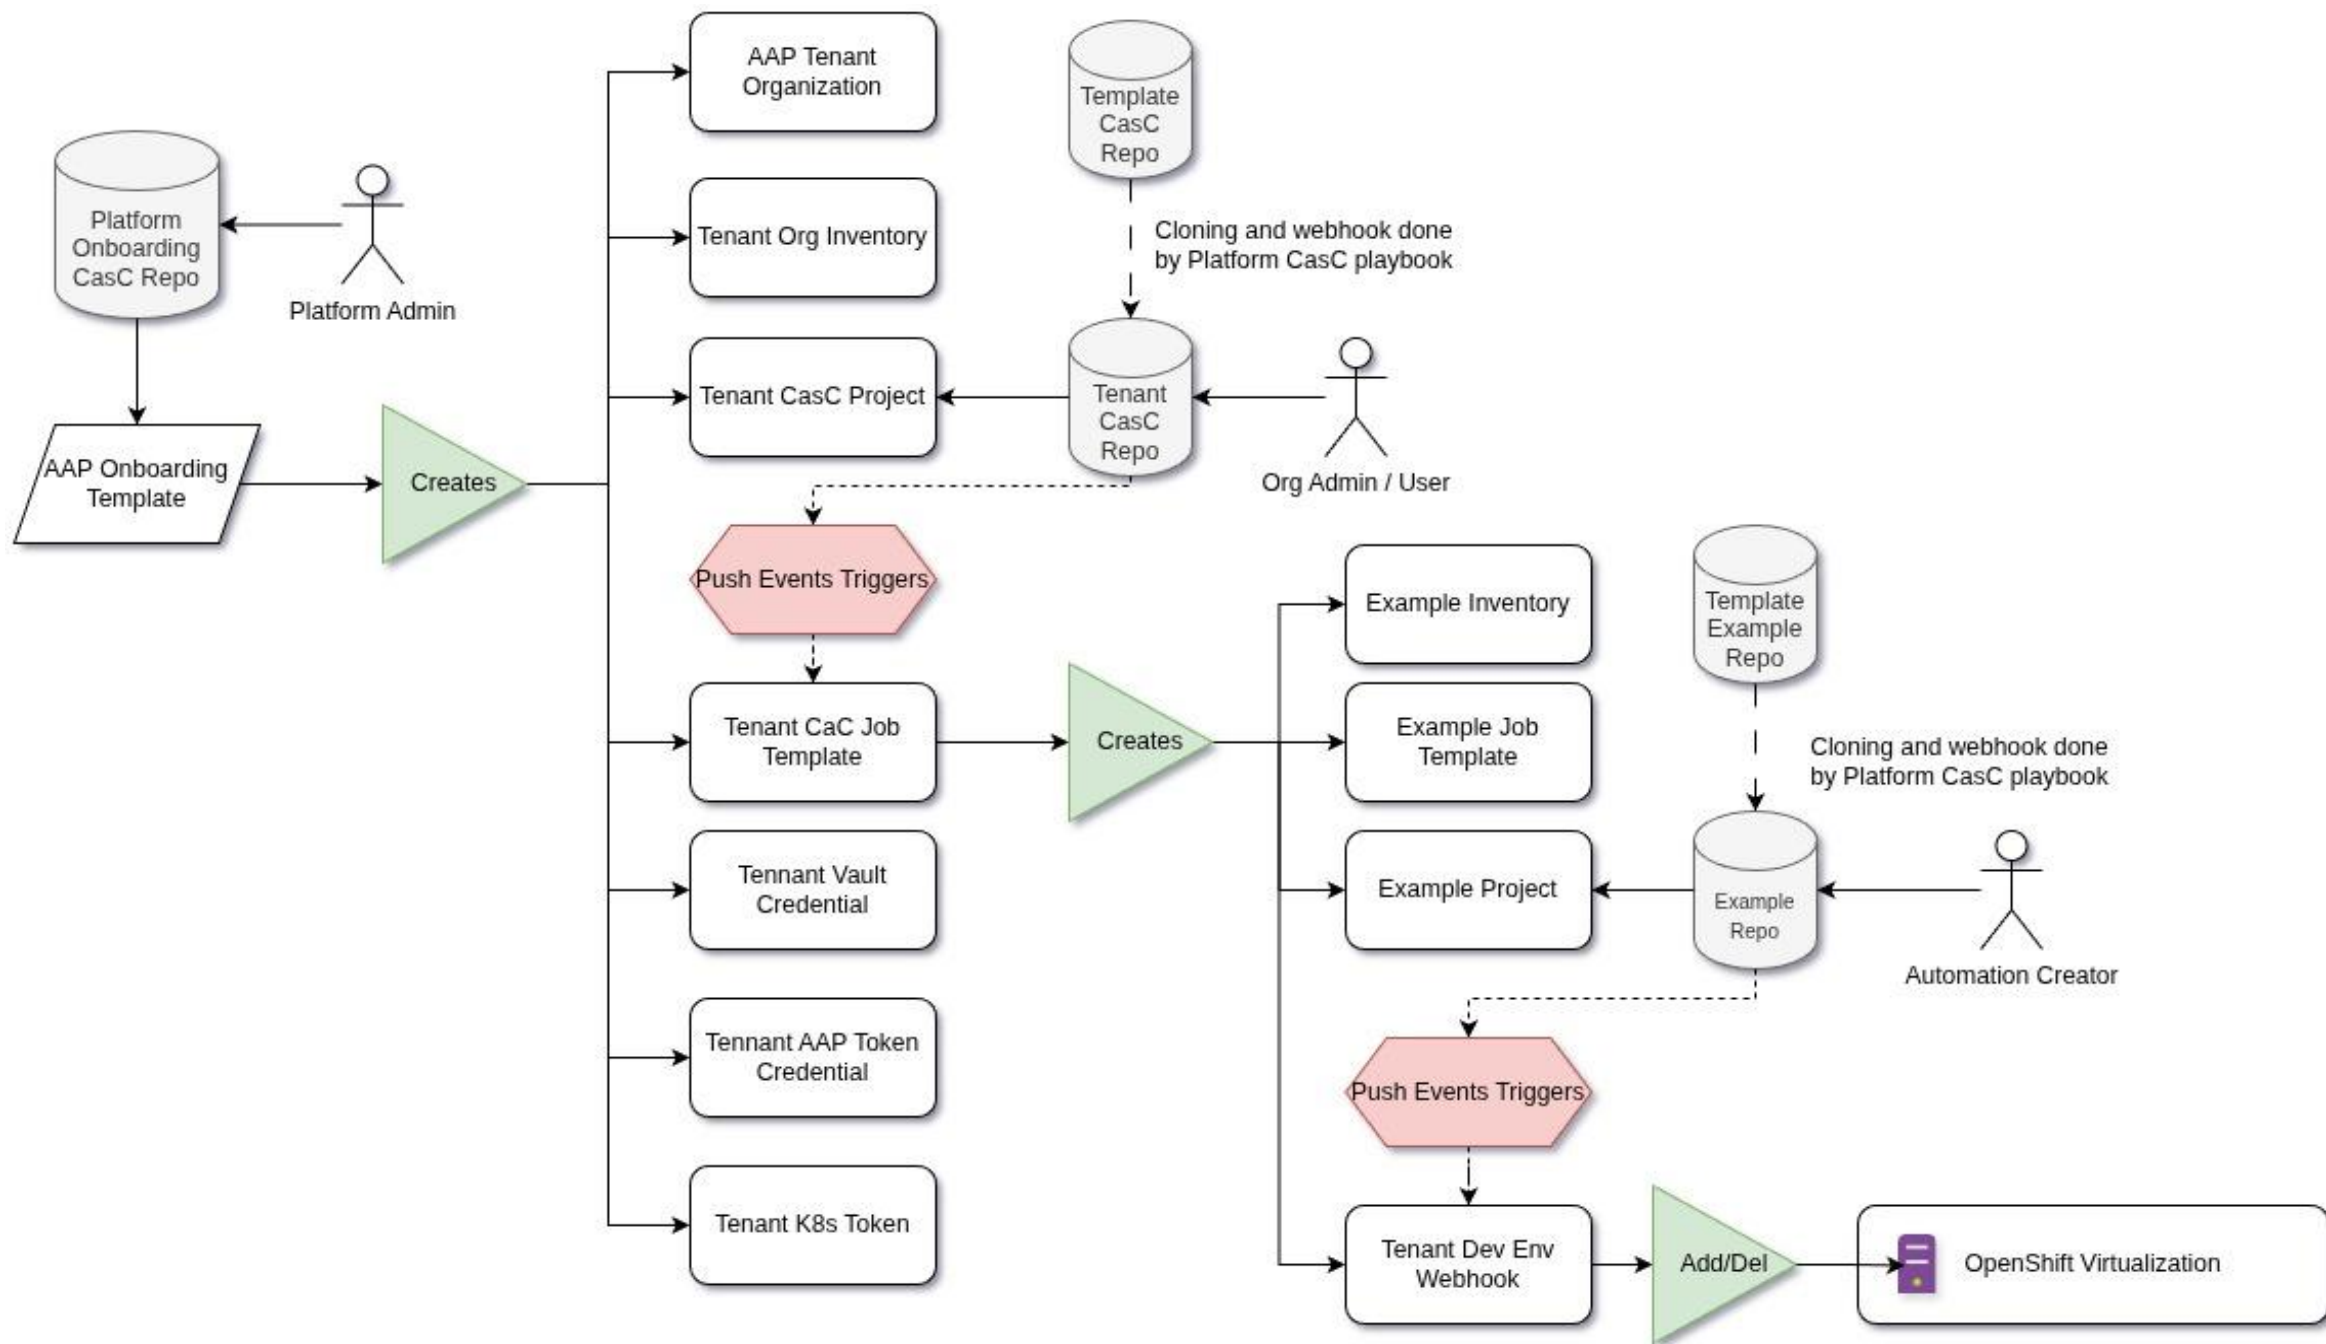 AAP Tenant
Organization
Template
CasC
Repo
Platform
Onboarding
CasC Repo
Platform Admin
Tenant Org Inventory
Cloning and webhook done
by Platform CasC playbook
Tenant CasC Project
Tenant
CasC
Repo
Org Admin / User
AAP Onboarding
Template
Creates
Push Events Triggers
Example Inventory
Template
Example
Repo
Tenant CaC Job
Template
Creates
Example Job
Template
Cloning and webhook done
by Platform CasC playbook
Tennant Vault
Credential
Example Project
Example
Repo
Automation Creator
Tennant AAP Token
Credential
Push Events Triggers
Tenant K8s Token
Tenant Dev Env
Webhook
Add/Del
OpenShift Virtualization